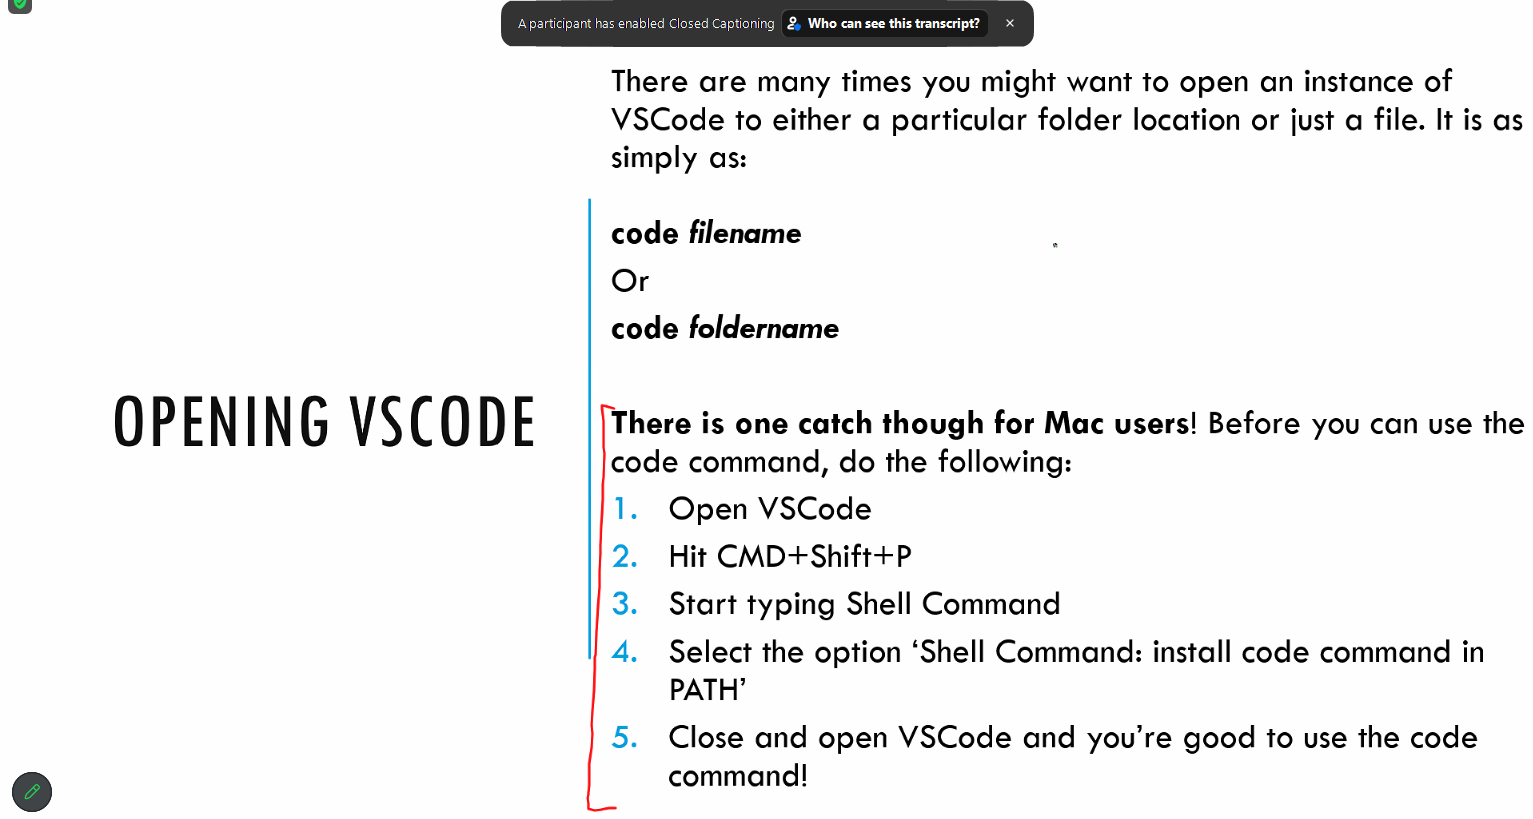 A participant has enabled Closed Captioning Who can see this transcript? ×
There are many times you might want to open an instance of
VSCode to either a particular folder location or just a file. It is as
simply as:
code filename
Or
code foldername
OPENING VSCODE
There is one catch though for Mac users! Before you can use the
code command, do the following:
1. Open VSCode
2. Hit CMD+Shift+P
3. Start typing Shell Command
4. Select the option ‘Shell Command: install code command in
PATH’
5. Close and open VSCode and you’re good to use the code
command!